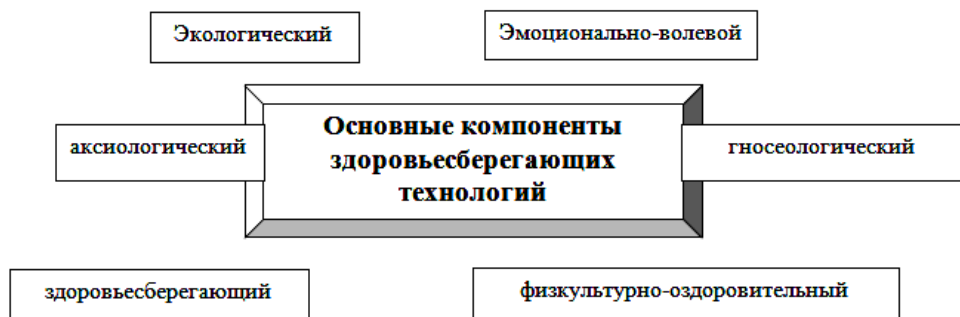 Экологический
Эмоционально-волевой
Основные компоненты
здоровьесберегающих
технологий
аксиологический
гносеологический
здоровьесберегающий
физкультурно-оздоровительный